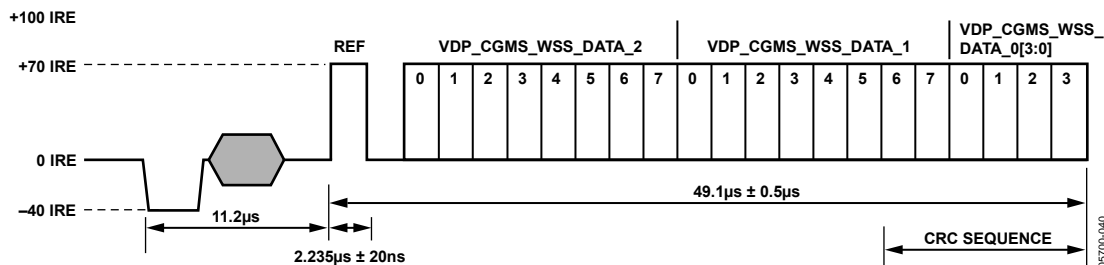 +100 IRE
REF
VDP_CGMS_WSS_DATA_2
VDP_CGMS_WSS_DATA_1
VDP_CGMS_WSS_
DATA_0[3:0]
+70 IRE
0 1 2 3 4 5 6 7 0 1 2 3 4 5 6 7 0 1 2 3
0 IRE
49.1µs ± 0.5µs
–40 IRE
11.2µs
CRC SEQUENCE
2.235µs ± 20ns
05700-040